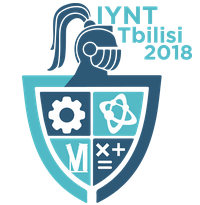 IYNT
Tbilisi
2018
M
×+
=